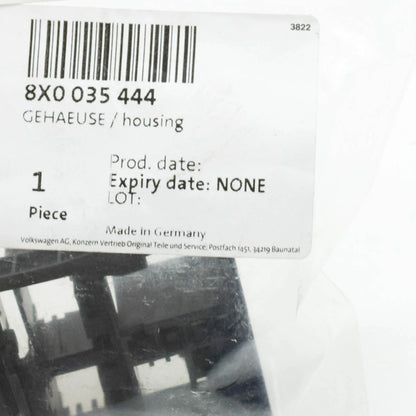 3822
8X0 035 444
GEHAEUSE / housing
Prod. date:
1 Expiry date: NONE
LOT:
Piece
Made in Germany
Volkswagen AG, Konzern Vertrieb Original Teile und Service; Postfach 1451, 34219 Baunatal